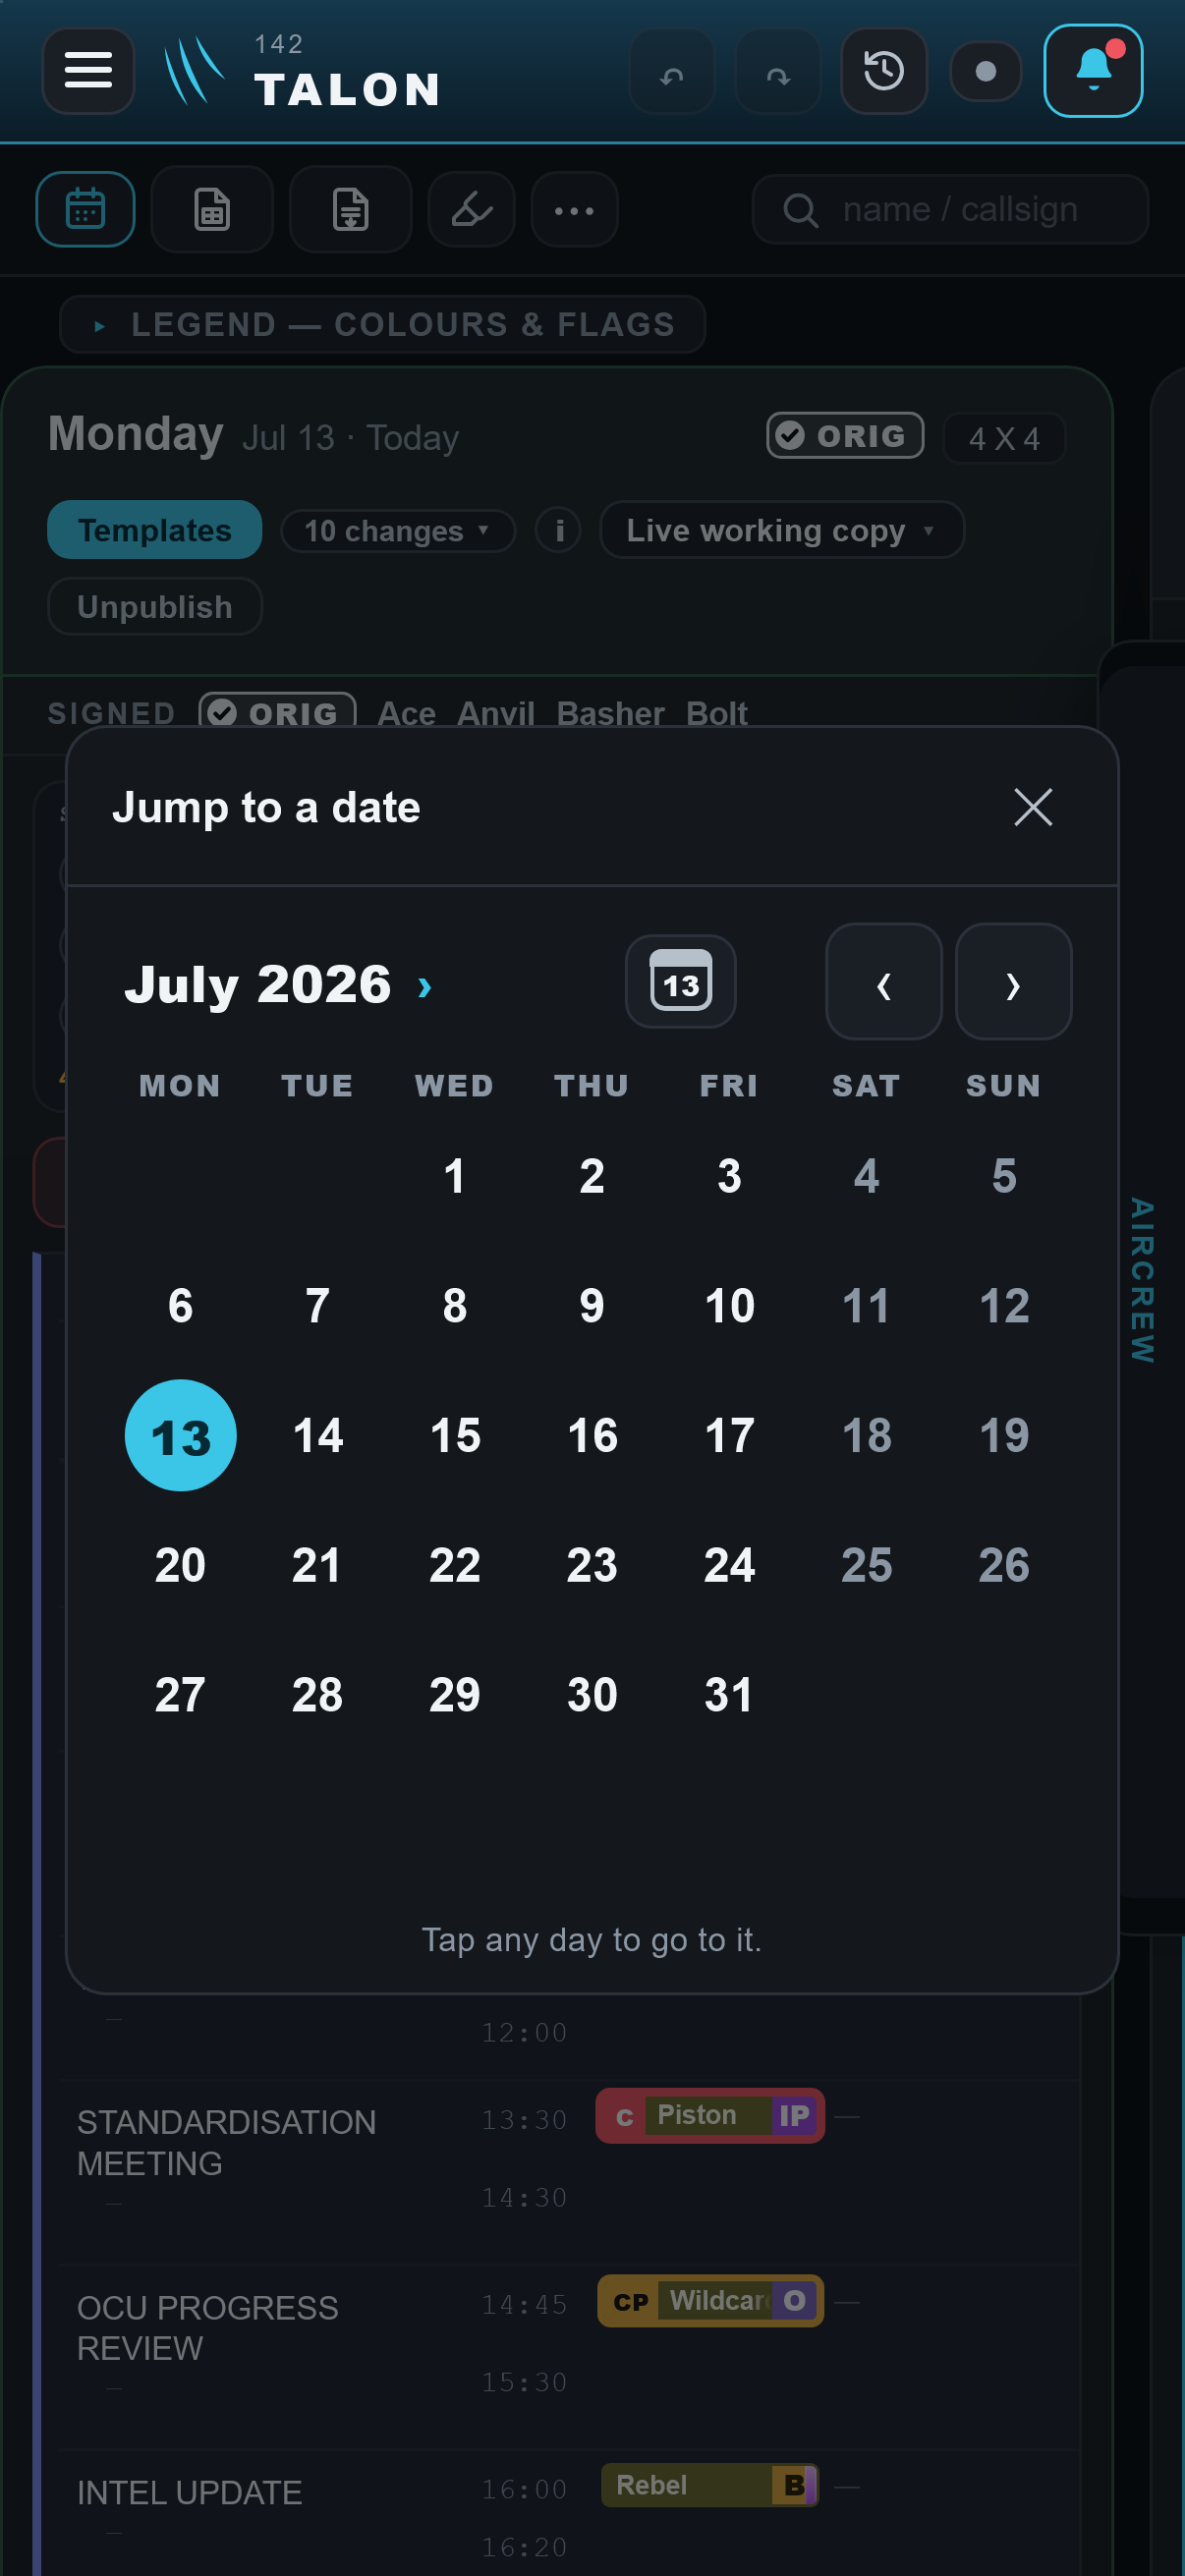 142
TALON
name / callsign
▸ LEGEND — COLOURS & FLAGS
Monday Jul 13 · Today
ORIG
4 X 4
Templates
10 changes ▾
i
Live working copy ▾
Unpublish
SIGNED ORIG Ace Anvil Basher Bolt
Jump to a date
July 2026 ›
13
‹ ›
MON TUE WED THU FRI SAT SUN
1 2 3 4 5
6 7 8 9 10 11 12
13 14 15 16 17 18 19
20 21 22 23 24 25 26
27 28 29 30 31
Tap any day to go to it.
AIRCREW
— 12:00
STANDARDISATION 13:30 C Piston IP —
MEETING
— 14:30
OCU PROGRESS 14:45 CP Wildcar O —
REVIEW
— 15:30
INTEL UPDATE 16:00 Rebel B —
— 16:20